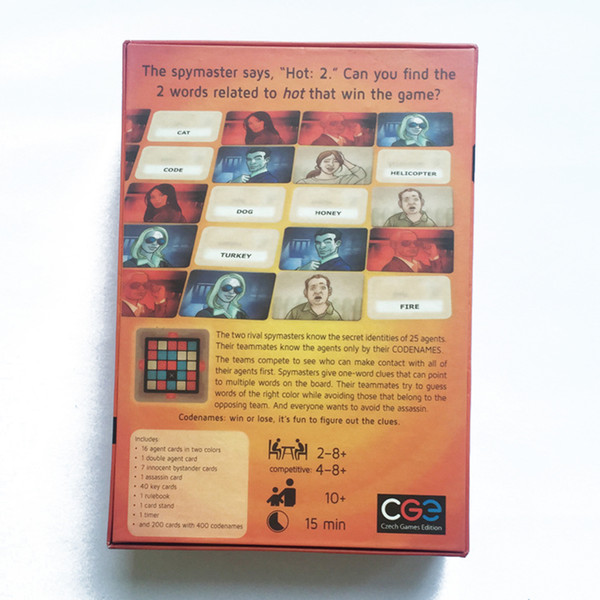 The spymaster says, "Hot: 2." Can you find the
2 words related to hot that win the game?
CAT
CODE
HELICOPTER
DOG
HONEY
TURKEY
FIRE
The two rival spymasters know the secret identities of 25 agents.
Their teammates know the agents only by their CODENAMES.
The teams compete to see who can make contact with all of
their agents first. Spymasters give one-word clues that can point
to multiple words on the board. Their teammates try to guess
words of the right color while avoiding those that belong to the
opposing team. And everyone wants to avoid the assassin.
Codenames: win or lose, it's fun to figure out the clues.
Includes:
• 16 agent cards in two colors
• 1 double agent card
• 7 innocent bystander cards
• 1 assassin card
• 40 key cards
• 1 rulebook
• 1 card stand
• 1 timer
• and 200 cards with 400 codenames
2–8+
competitive: 4–8+
10+
15 min
CGE
Czech Games Edition